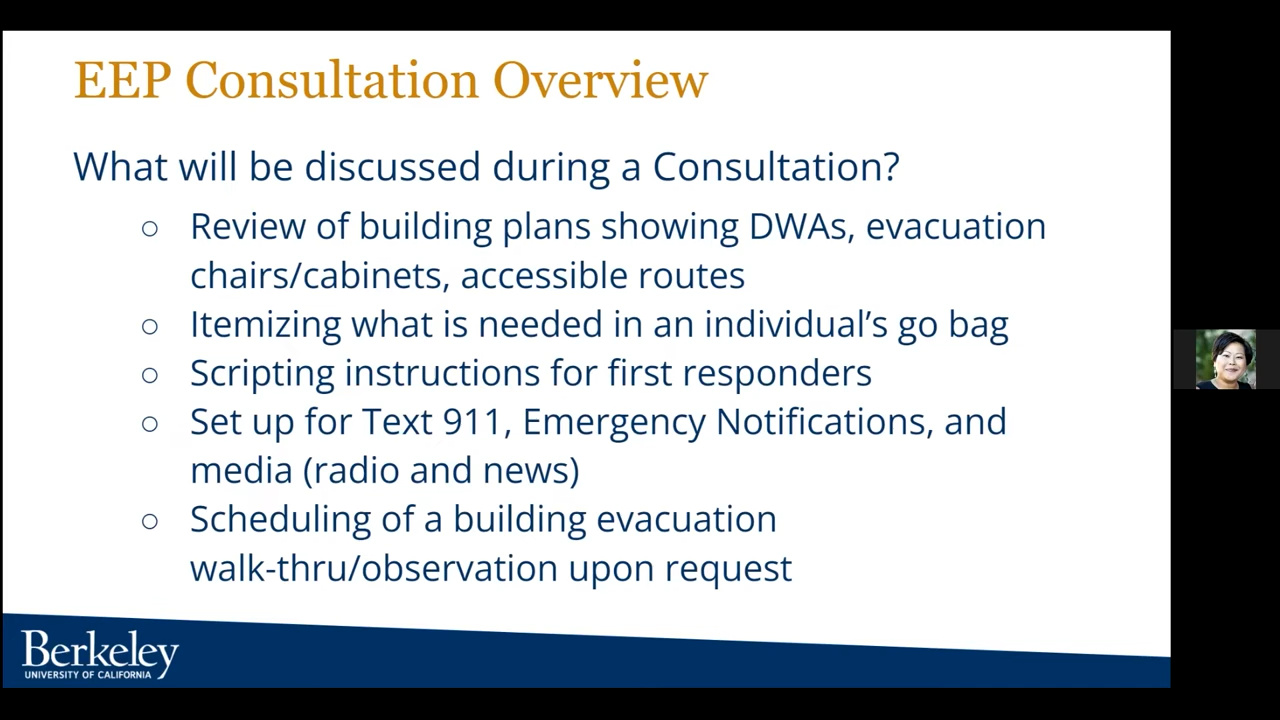 EEP Consultation Overview
What will be discussed during a Consultation?
○ Review of building plans showing DWAs, evacuation
chairs/cabinets, accessible routes
○ Itemizing what is needed in an individual’s go bag
○ Scripting instructions for first responders
○ Set up for Text 911, Emergency Notifications, and
media (radio and news)
○ Scheduling of a building evacuation
walk-thru/observation upon request
Berkeley
UNIVERSITY OF CALIFORNIA